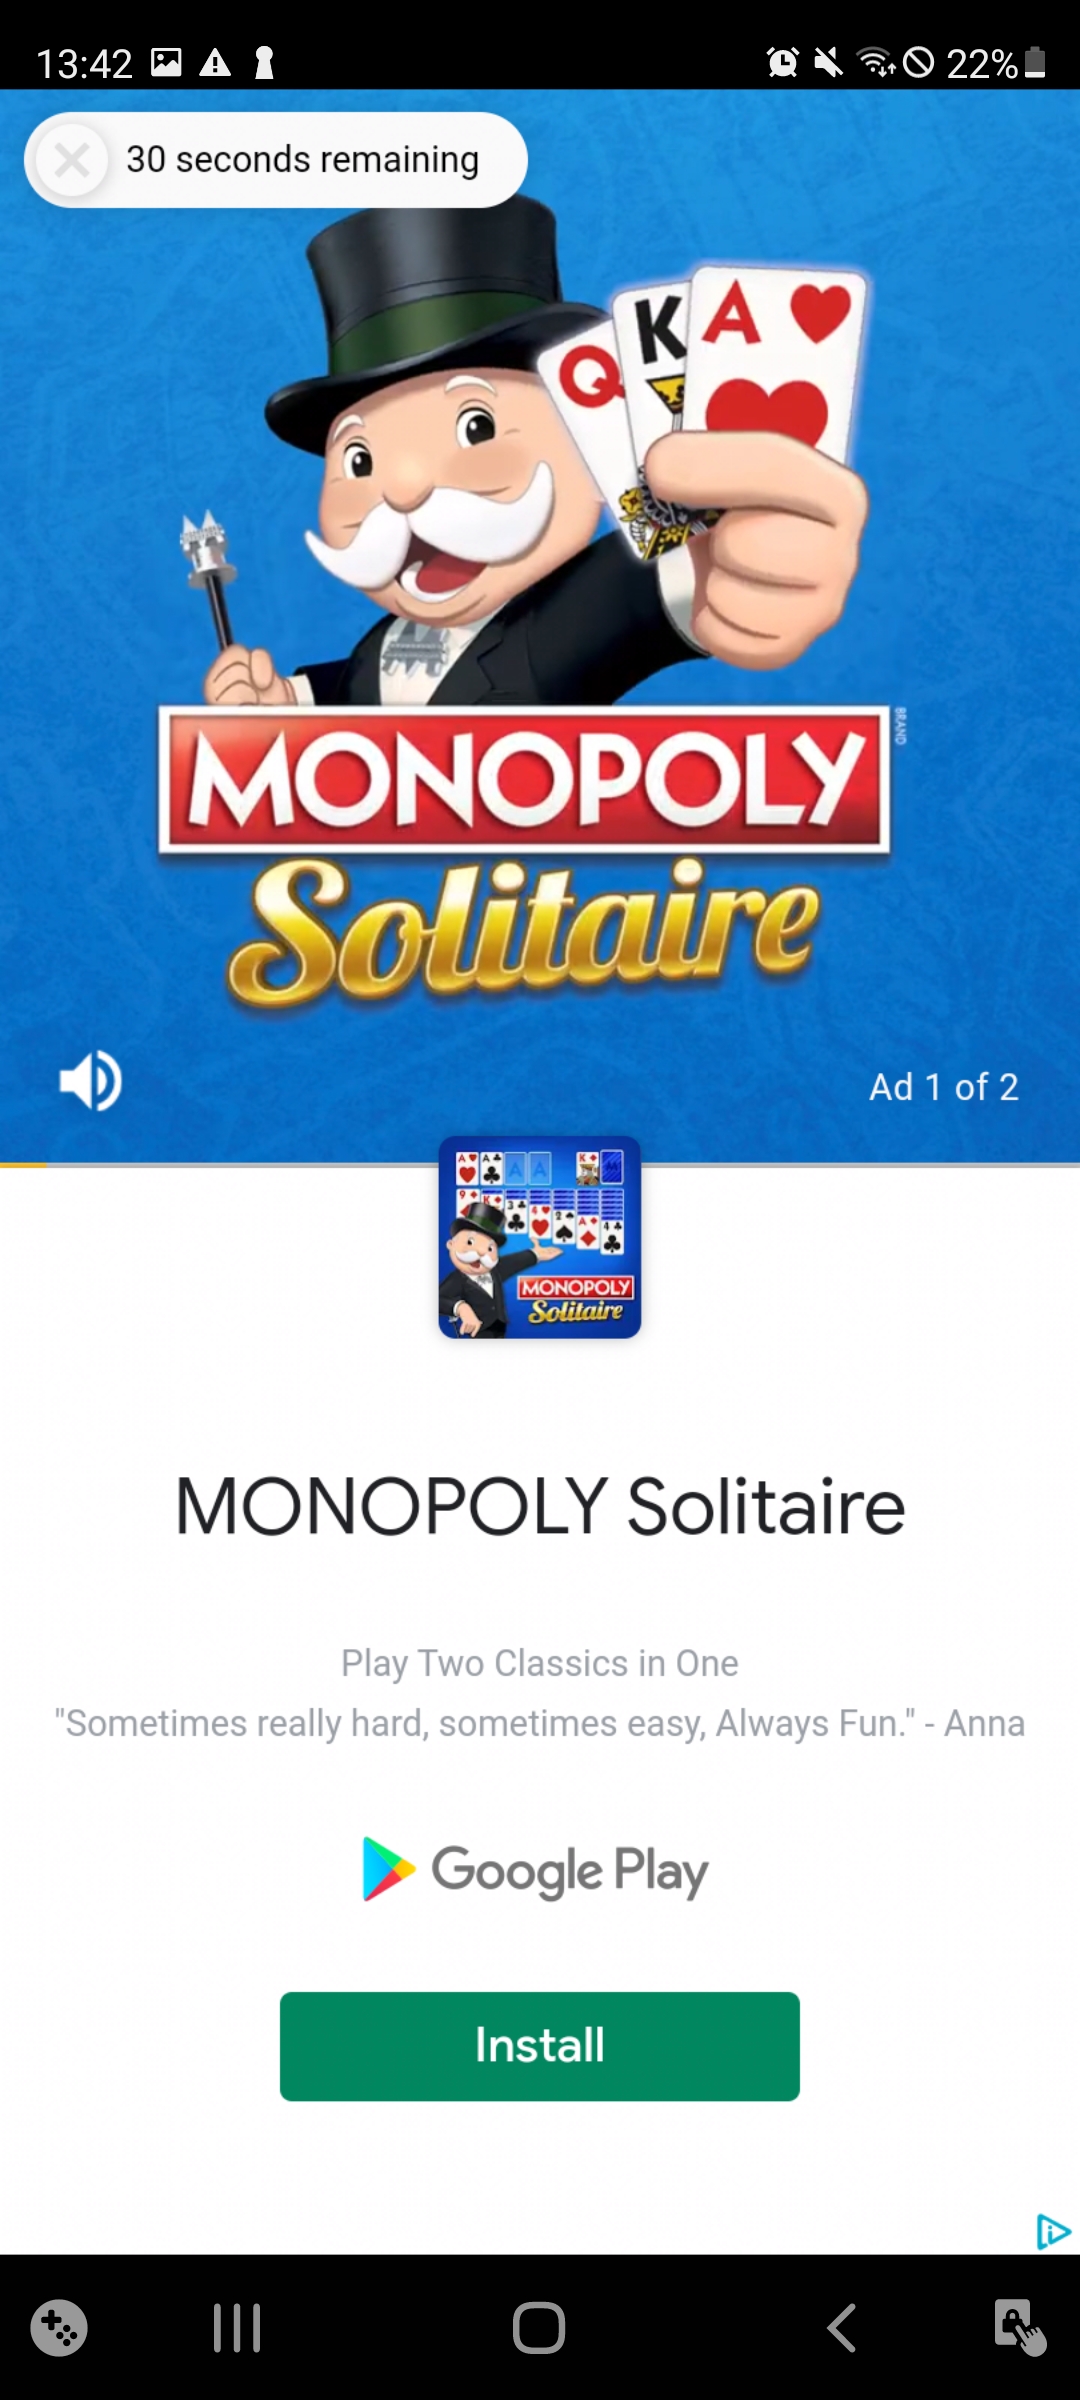 13:42
22%
30 seconds remaining
Q K A
MONOPOLY
BRAND
Solitaire
Ad 1 of 2
MONOPOLY
Solitaire
MONOPOLY Solitaire
Play Two Classics in One
"Sometimes really hard, sometimes easy, Always Fun." - Anna
Google Play
Install